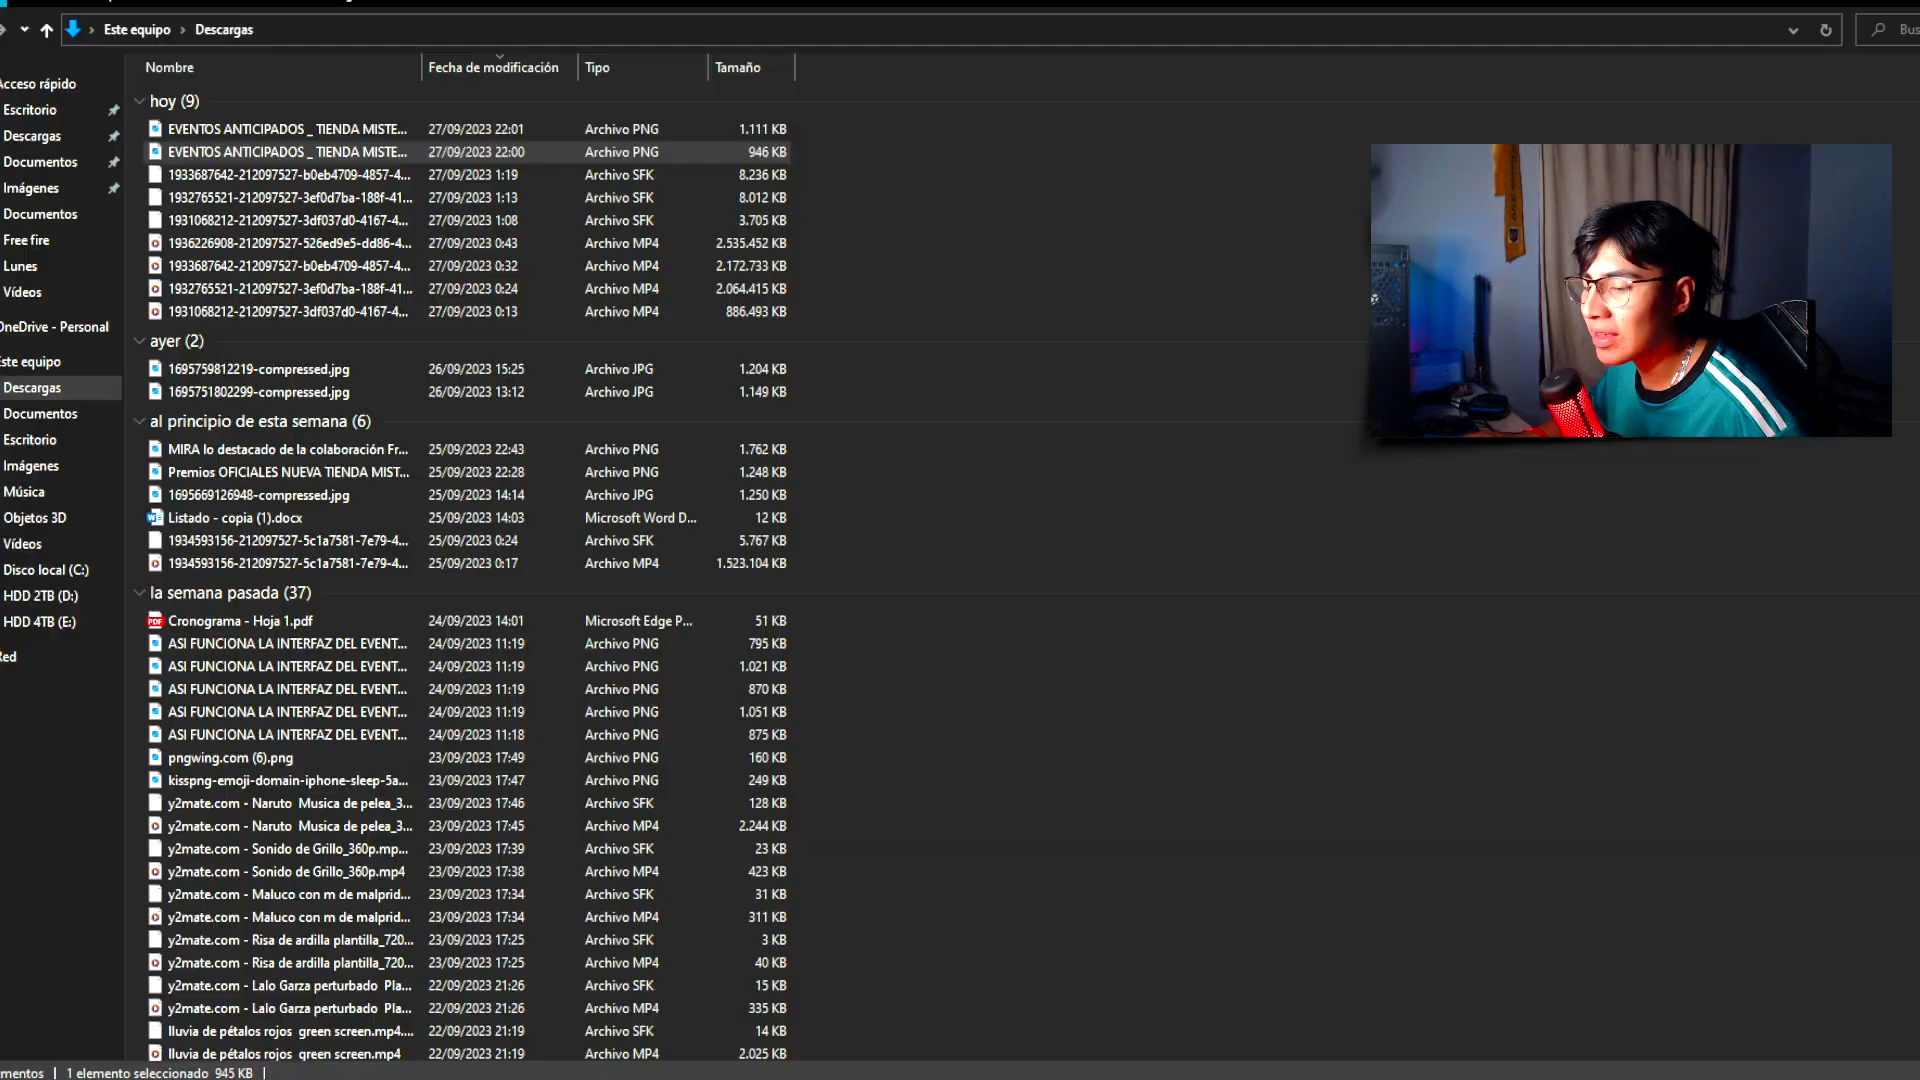 Este equipo > Descargas
Bus
Nombre Fecha de modificación Tipo Tamaño
Acceso rápido
Escritorio
Descargas
Documentos
Imágenes
Documentos
Free fire
Lunes
Vídeos
OneDrive - Personal
Este equipo
Descargas
Documentos
Escritorio
Imágenes
Música
Objetos 3D
Vídeos
Disco local (C:)
HDD 2TB (D:)
HDD 4TB (E:)
Red
hoy (9)
EVENTOS ANTICIPADOS _ TIENDA MISTE... 27/09/2023 22:01 Archivo PNG 1.111 KB
EVENTOS ANTICIPADOS _ TIENDA MISTE... 27/09/2023 22:00 Archivo PNG 946 KB
1933687642-212097527-b0eb4709-4857-4... 27/09/2023 1:19 Archivo SFK 8.236 KB
1932765521-212097527-3ef0d7ba-188f-41... 27/09/2023 1:13 Archivo SFK 8.012 KB
1931068212-212097527-3df037d0-4167-4... 27/09/2023 1:08 Archivo SFK 3.705 KB
1936226908-212097527-526ed9e5-dd86-4... 27/09/2023 0:43 Archivo MP4 2.535.452 KB
1933687642-212097527-b0eb4709-4857-4... 27/09/2023 0:32 Archivo MP4 2.172.733 KB
1932765521-212097527-3ef0d7ba-188f-41... 27/09/2023 0:24 Archivo MP4 2.064.415 KB
1931068212-212097527-3df037d0-4167-4... 27/09/2023 0:13 Archivo MP4 886.493 KB
ayer (2)
1695759812219-compressed.jpg 26/09/2023 15:25 Archivo JPG 1.204 KB
1695751802299-compressed.jpg 26/09/2023 13:12 Archivo JPG 1.149 KB
al principio de esta semana (6)
MIRA lo destacado de la colaboración Fr... 25/09/2023 22:43 Archivo PNG 1.762 KB
Premios OFICIALES NUEVA TIENDA MIST... 25/09/2023 22:28 Archivo PNG 1.248 KB
1695669126948-compressed.jpg 25/09/2023 14:14 Archivo JPG 1.250 KB
Listado - copia (1).docx 25/09/2023 14:03 Microsoft Word D... 12 KB
1934593156-212097527-5c1a7581-7e79-4... 25/09/2023 0:24 Archivo SFK 5.767 KB
1934593156-212097527-5c1a7581-7e79-4... 25/09/2023 0:17 Archivo MP4 1.523.104 KB
la semana pasada (37)
Cronograma - Hoja 1.pdf 24/09/2023 14:01 Microsoft Edge P... 51 KB
ASI FUNCIONA LA INTERFAZ DEL EVENT... 24/09/2023 11:19 Archivo PNG 795 KB
ASI FUNCIONA LA INTERFAZ DEL EVENT... 24/09/2023 11:19 Archivo PNG 1.021 KB
ASI FUNCIONA LA INTERFAZ DEL EVENT... 24/09/2023 11:19 Archivo PNG 870 KB
ASI FUNCIONA LA INTERFAZ DEL EVENT... 24/09/2023 11:19 Archivo PNG 1.051 KB
ASI FUNCIONA LA INTERFAZ DEL EVENT... 24/09/2023 11:18 Archivo PNG 875 KB
pngwing.com (6).png 23/09/2023 17:49 Archivo PNG 160 KB
kisspng-emoji-domain-iphone-sleep-5a... 23/09/2023 17:47 Archivo PNG 249 KB
y2mate.com - Naruto Musica de pelea_3... 23/09/2023 17:46 Archivo SFK 128 KB
y2mate.com - Naruto Musica de pelea_3... 23/09/2023 17:45 Archivo MP4 2.244 KB
y2mate.com - Sonido de Grillo_360p.mp... 23/09/2023 17:39 Archivo SFK 23 KB
y2mate.com - Sonido de Grillo_360p.mp4 23/09/2023 17:38 Archivo MP4 423 KB
y2mate.com - Maluco con m de malprid... 23/09/2023 17:34 Archivo SFK 31 KB
y2mate.com - Maluco con m de malprid... 23/09/2023 17:34 Archivo MP4 311 KB
y2mate.com - Risa de ardilla plantilla_720... 23/09/2023 17:25 Archivo SFK 3 KB
y2mate.com - Risa de ardilla plantilla_720... 23/09/2023 17:25 Archivo MP4 40 KB
y2mate.com - Lalo Garza perturbado Pla... 22/09/2023 21:26 Archivo SFK 15 KB
y2mate.com - Lalo Garza perturbado Pla... 22/09/2023 21:26 Archivo MP4 335 KB
lluvia de pétalos rojos green screen.mp4.... 22/09/2023 21:19 Archivo SFK 14 KB
lluvia de pétalos rojos green screen.mp4 22/09/2023 21:19 Archivo MP4 2.025 KB
mentos | 1 elemento seleccionado 945 KB |